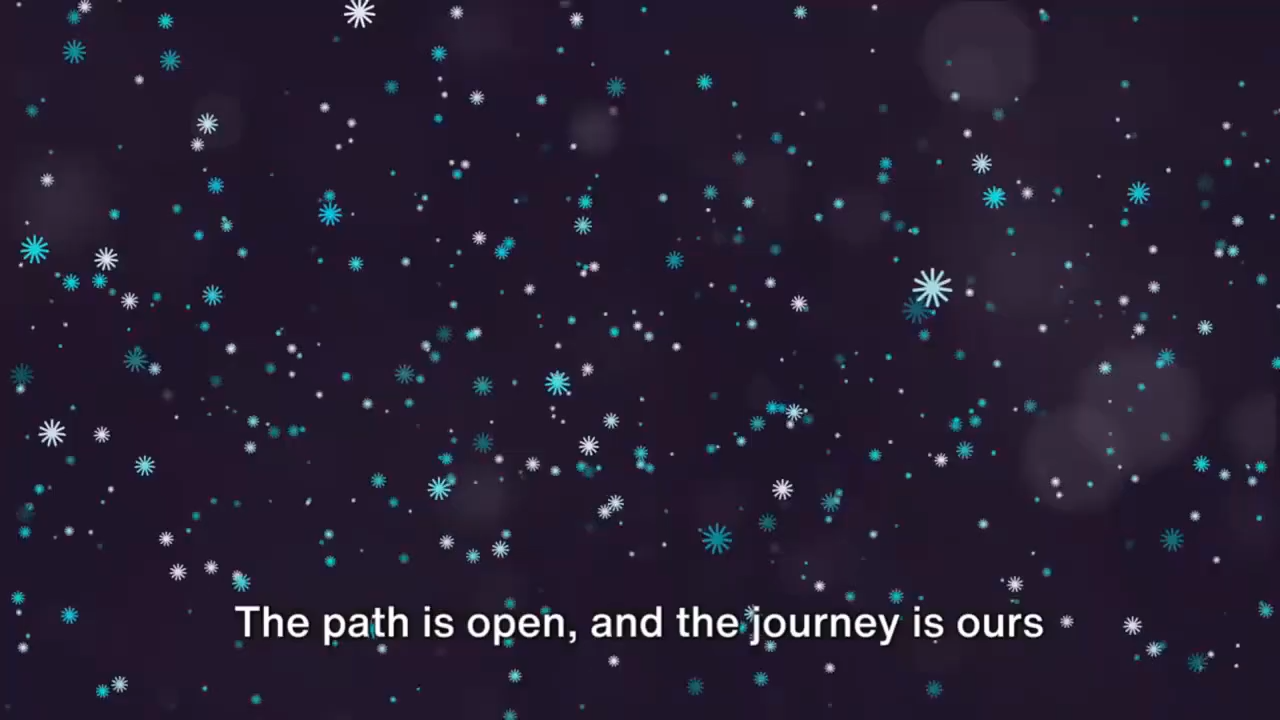 The path is open, and the journey is ours